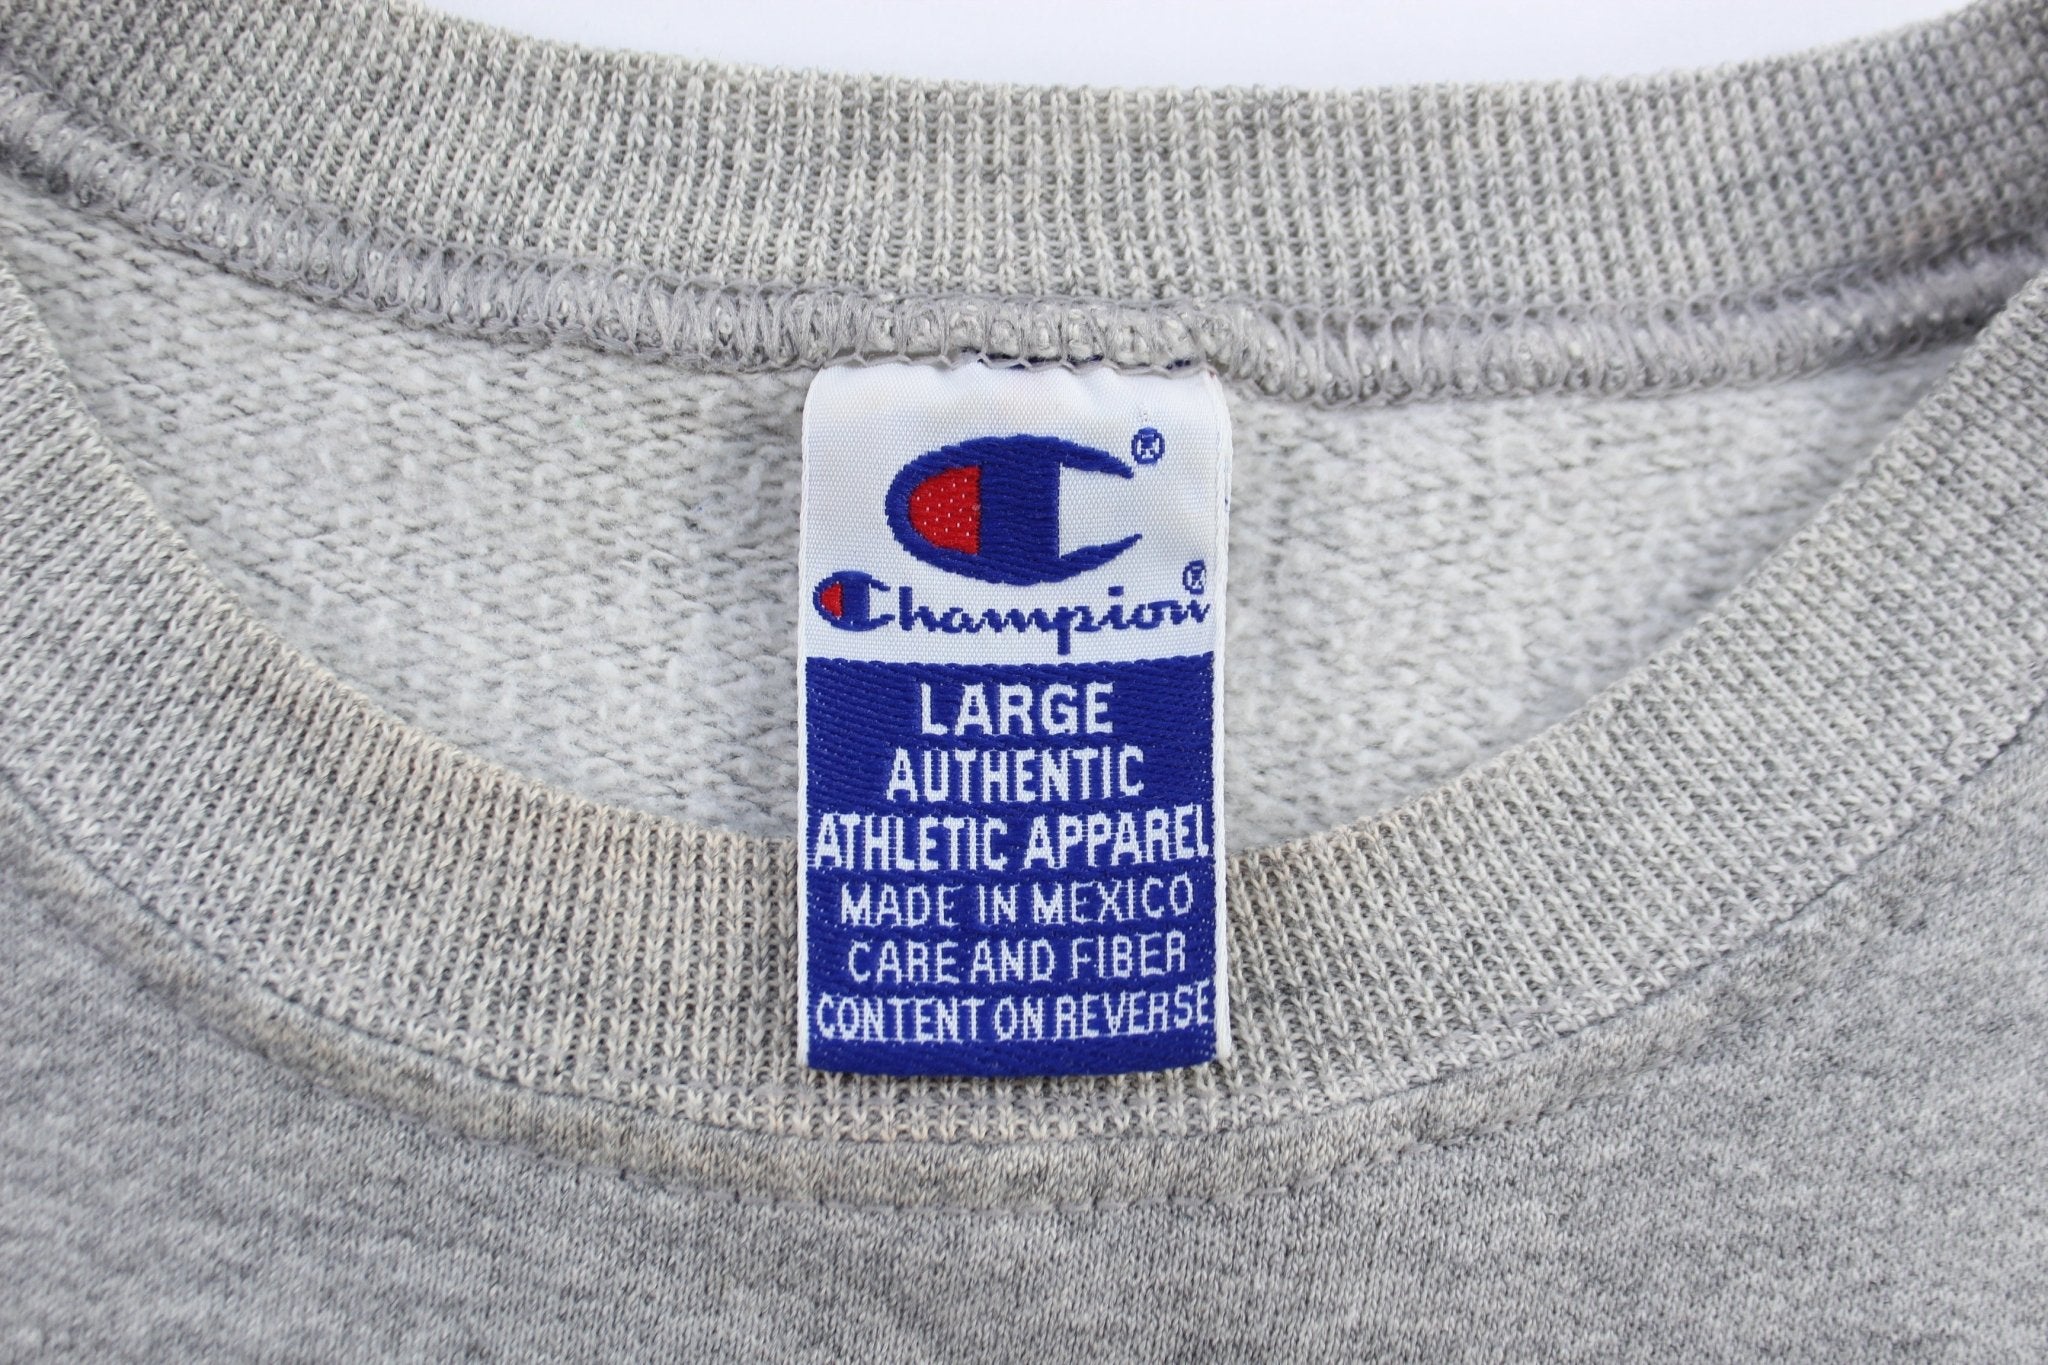 ®
Champion®
LARGE
AUTHENTIC
ATHLETIC APPAREL
MADE IN MEXICO
CARE AND FIBER
CONTENT ON REVERSE